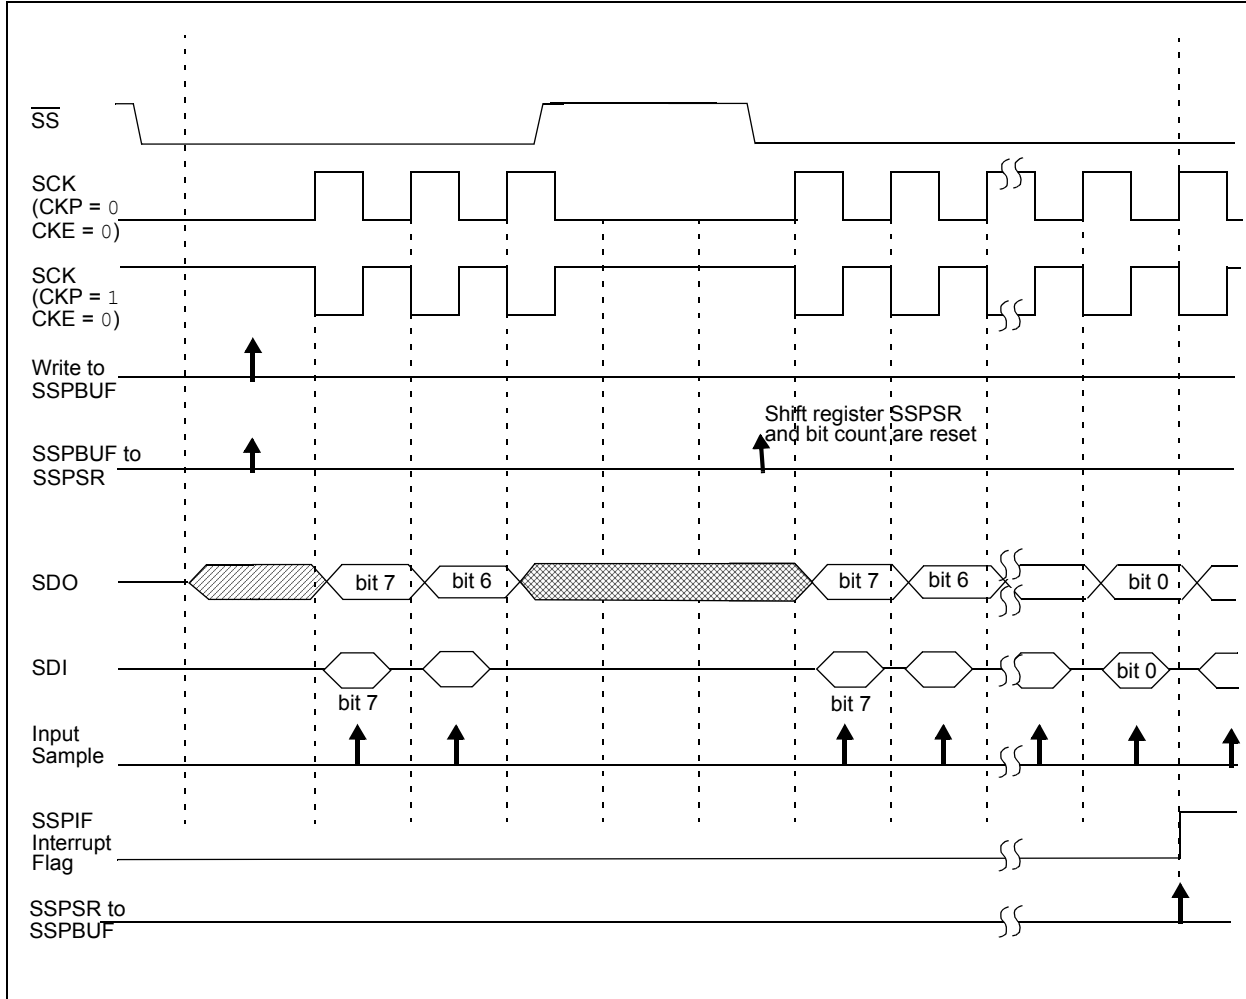 SS
SCK
(CKP = 0
CKE = 0)
SCK
(CKP = 1
CKE = 0)
Write to
SSPBUF
Shift register SSPSR
and bit count are reset
SSPBUF to
SSPSR
SDO
bit 7
bit 6
bit 7
bit 6
bit 0
SDI
bit 0
bit 7
bit 7
Input
Sample
SSPIF
Interrupt
Flag
SSPSR to
SSPBUF